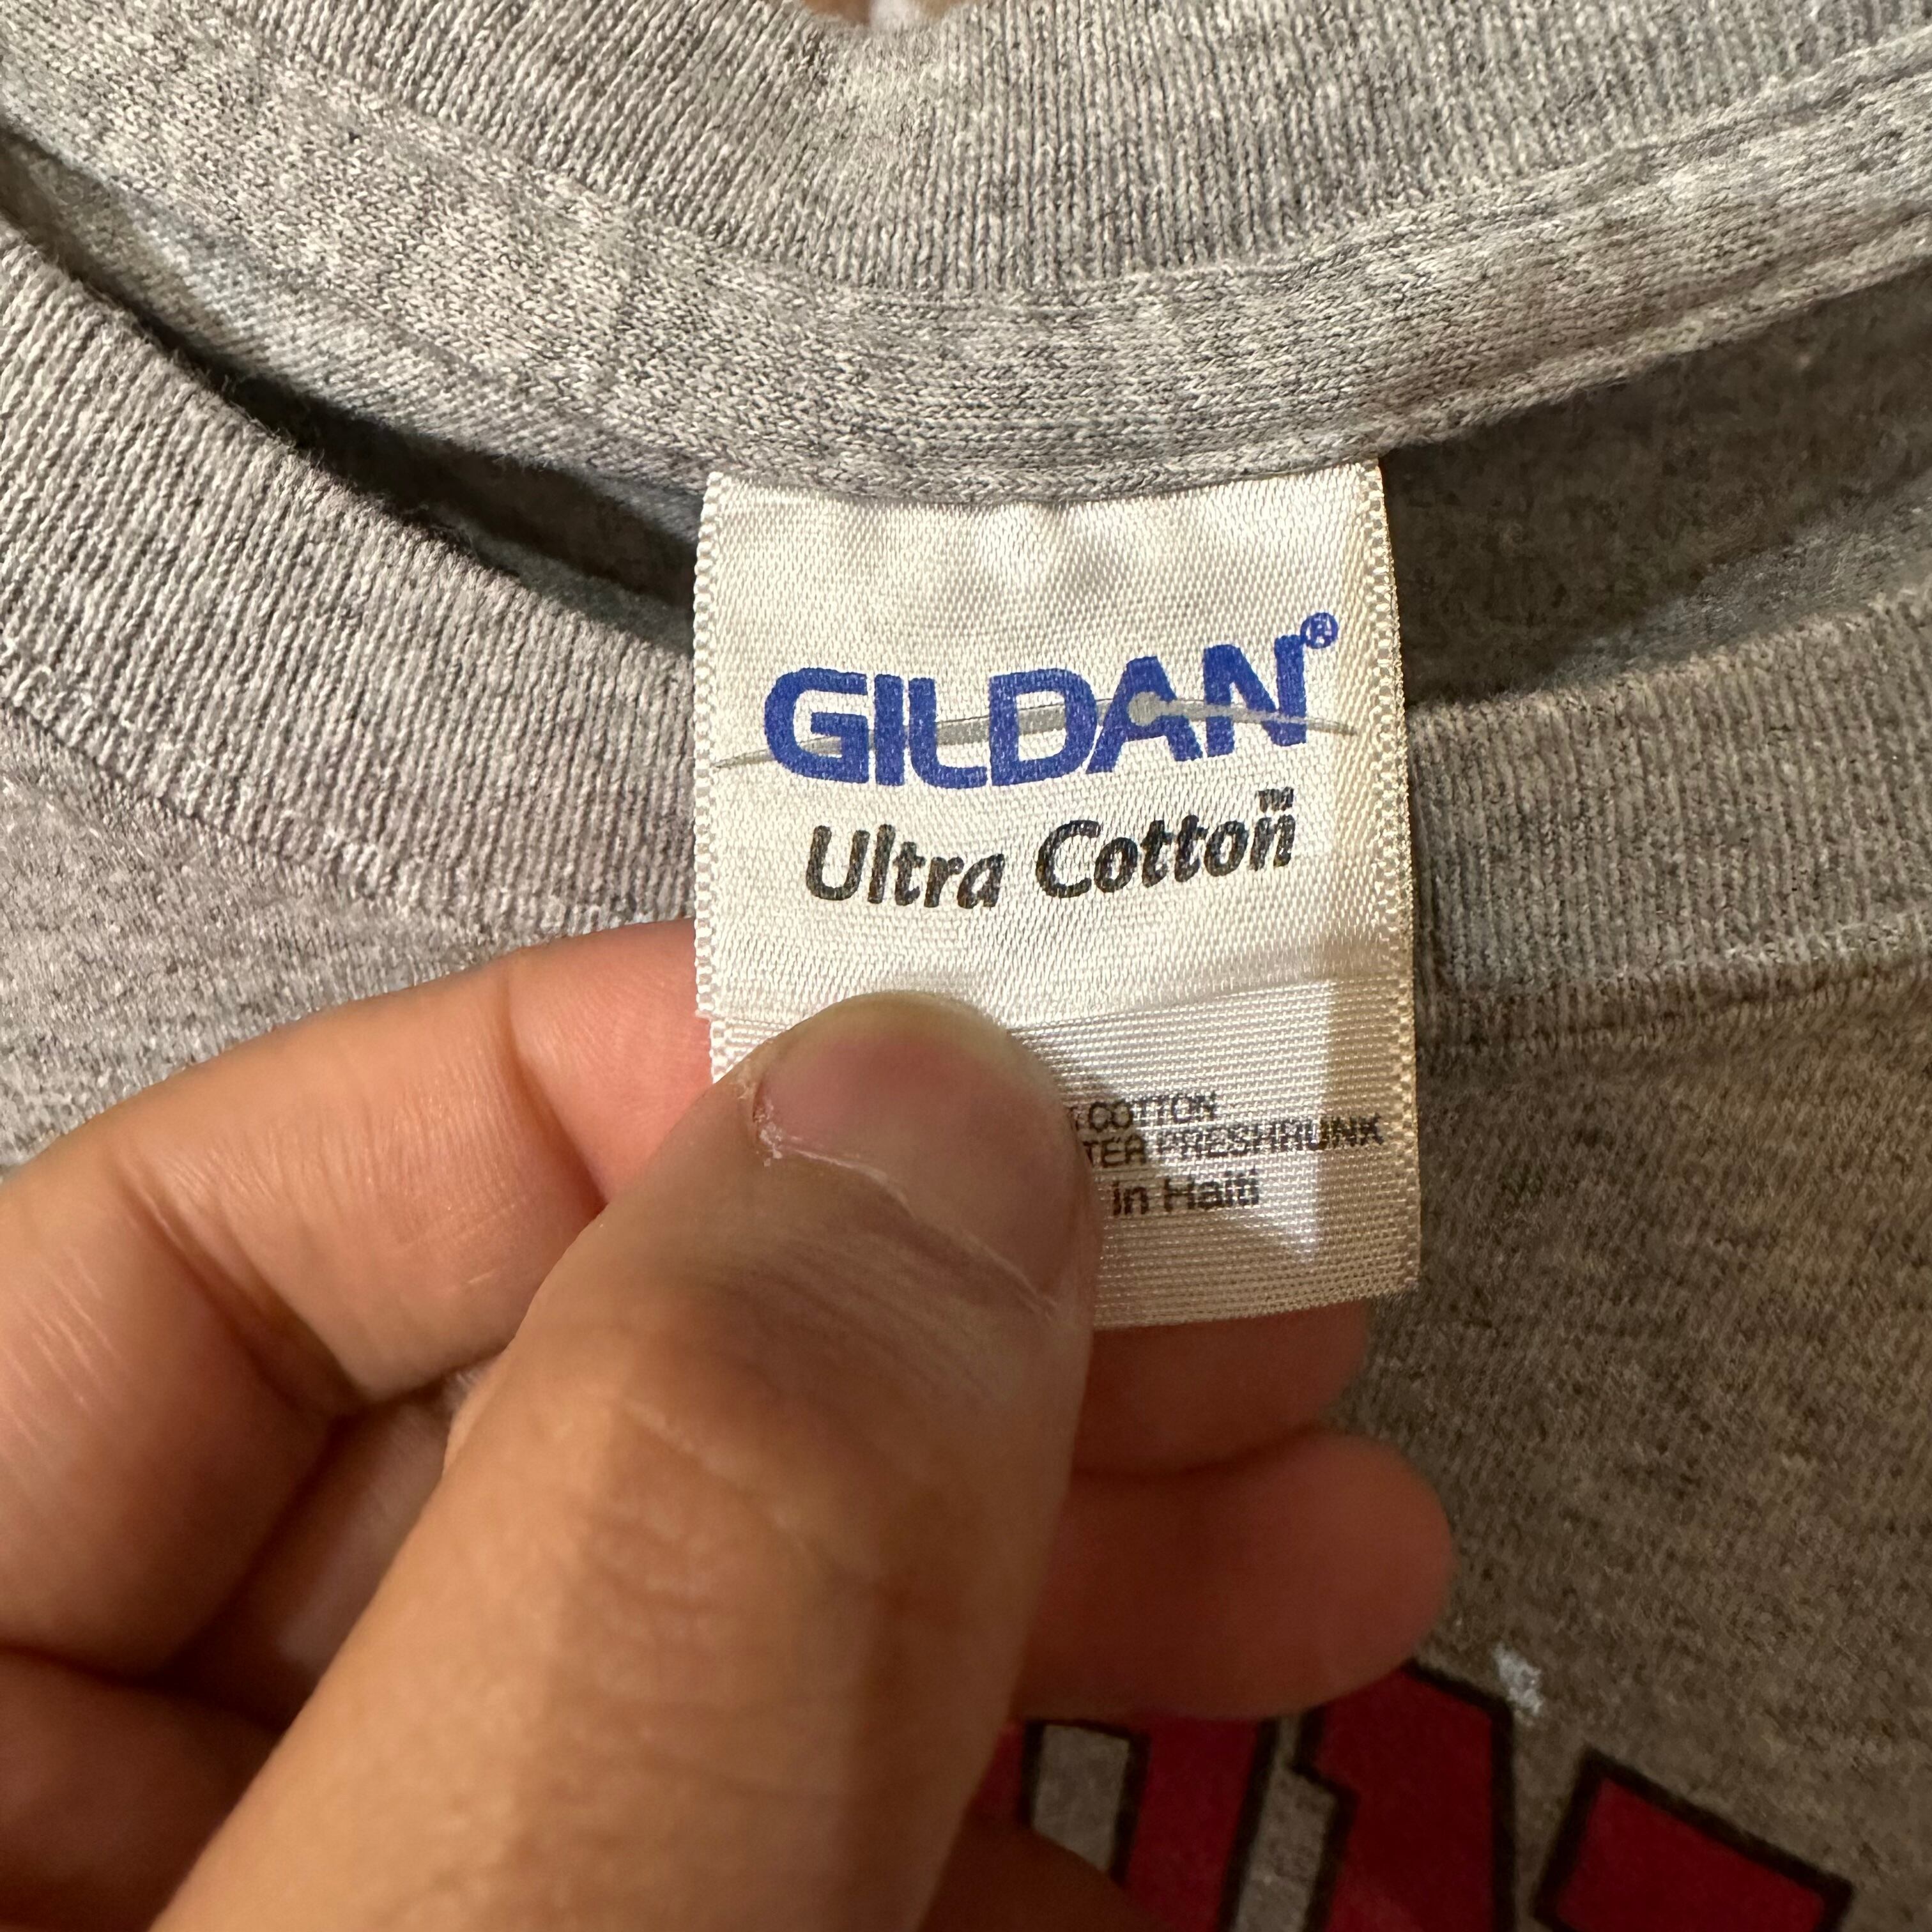 GILDAN®
Ultra Cotton™
COTTON
TER PRESHRUNK
in Haiti